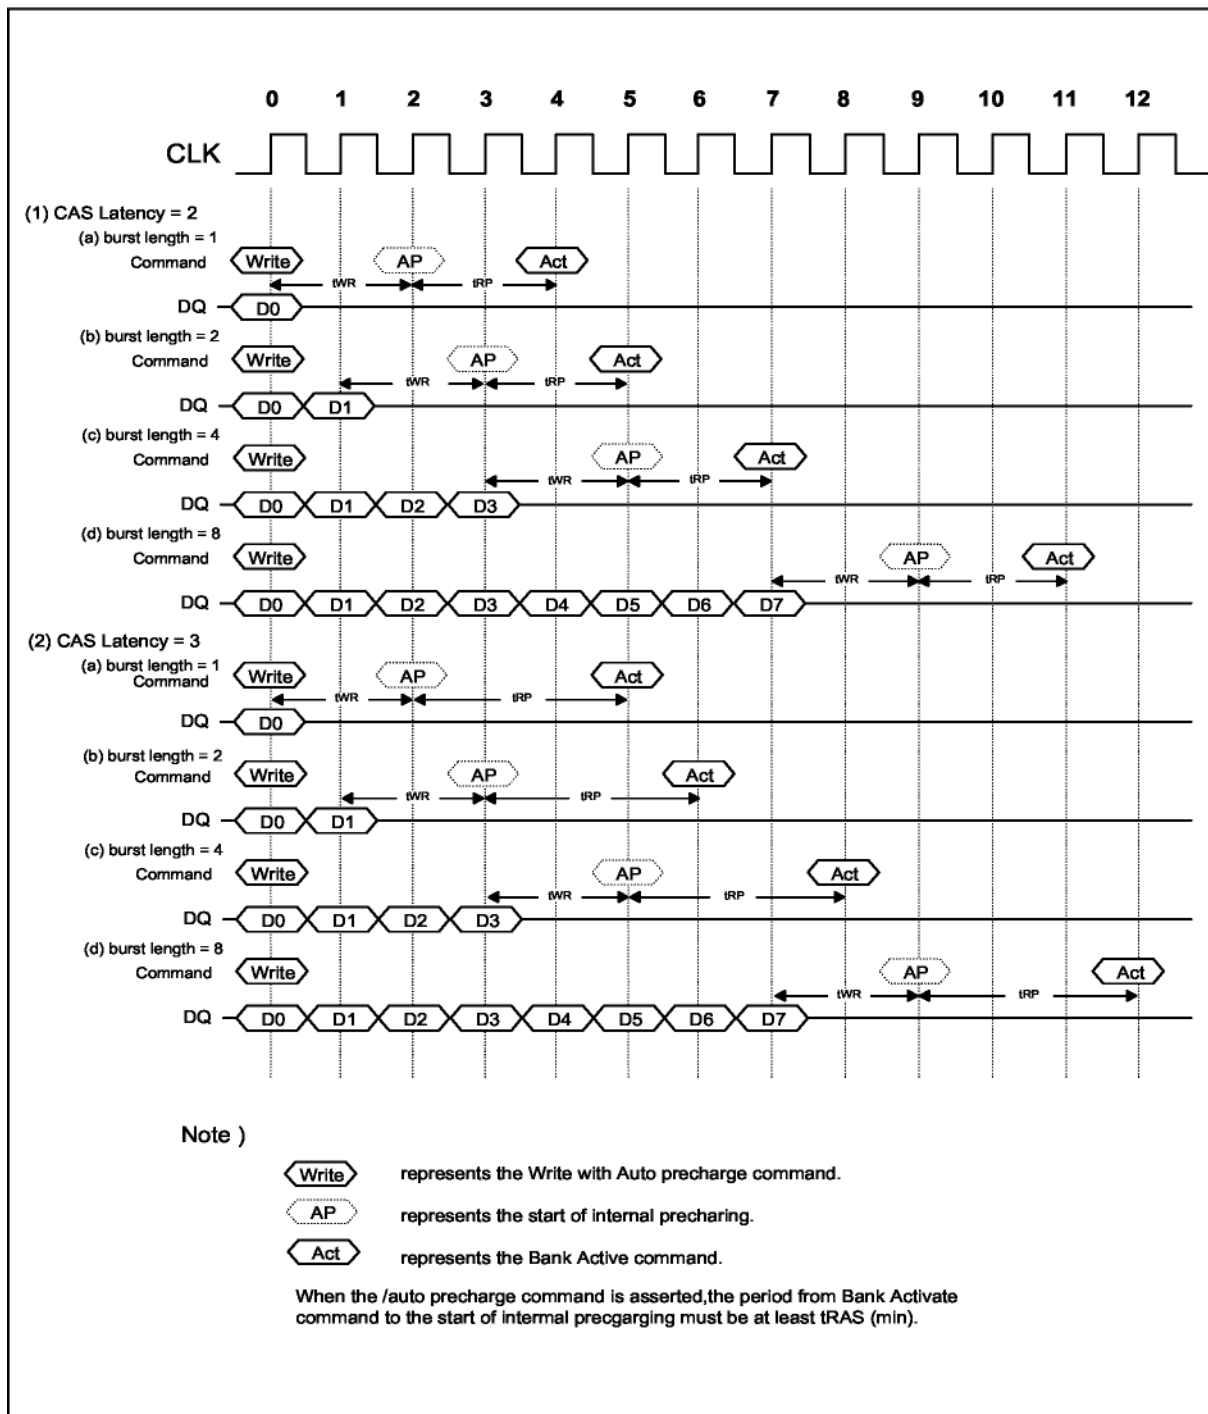 0 1 2 3 4 5 6 7 8 9 10 11 12
CLK
(1) CAS Latency = 2
(a) burst length = 1
Command Write AP Act
tWR tRP
DQ D0
(b) burst length = 2
Command Write AP Act
tWR tRP
DQ D0 D1
(c) burst length = 4
Command Write AP Act
tWR tRP
DQ D0 D1 D2 D3
(d) burst length = 8
Command Write AP Act
tWR tRP
DQ D0 D1 D2 D3 D4 D5 D6 D7
(2) CAS Latency = 3
(a) burst length = 1
Command Write AP Act
tWR tRP
DQ D0
(b) burst length = 2
Command Write AP Act
tWR tRP
DQ D0 D1
(c) burst length = 4
Command Write AP Act
tWR tRP
DQ D0 D1 D2 D3
(d) burst length = 8
Command Write AP Act
tWR tRP
DQ D0 D1 D2 D3 D4 D5 D6 D7
Note )
Write represents the Write with Auto precharge command.
AP represents the start of internal precharing.
Act represents the Bank Active command.
When the /auto precharge command is asserted,the period from Bank Activate
command to the start of intermal precgarging must be at least tRAS (min).